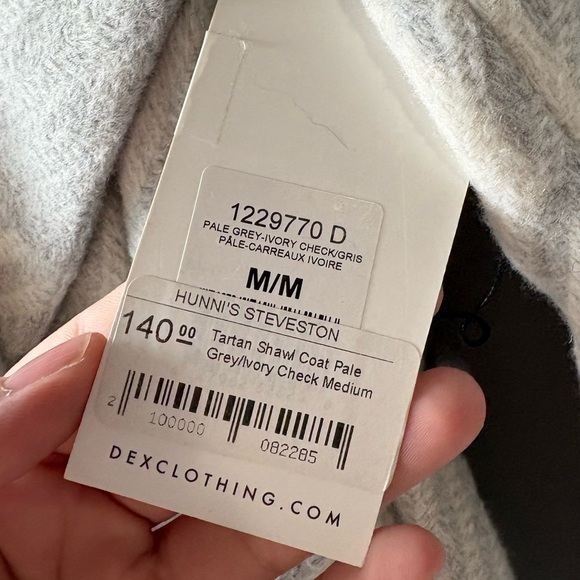 1229770 D
PALE GREY-IVORY CHECK/GRIS
PÂLE-CARREAUX IVOIRE
M/M
HUNNI'S STEVESTON
140.00
Tartan Shawl Coat Pale
Grey/Ivory Check Medium
2 100000 082285
DEXCLOTHING.COM